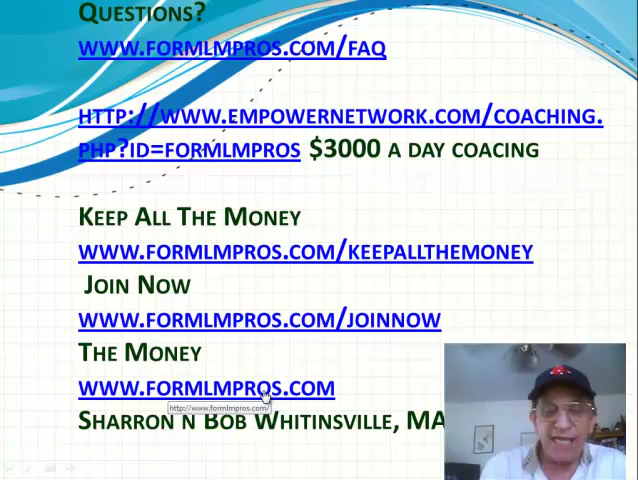 QUESTIONS?
WWW.FORMLMPROS.COM/FAQ
HTTP://WWW.EMPOWERNETWORK.COM/COACHING.
PHP?ID=FORMLMPROS $3000 A DAY COACING
KEEP ALL THE MONEY
WWW.FORMLMPROS.COM/KEEPALLTHEMONEY
JOIN NOW
WWW.FORMLMPROS.COM/JOINNOW
THE MONEY
WWW.FORMLMPROS.COM
http://www.formlmpros.com/
SHARRON N BOB WHITINSVILLE, MA